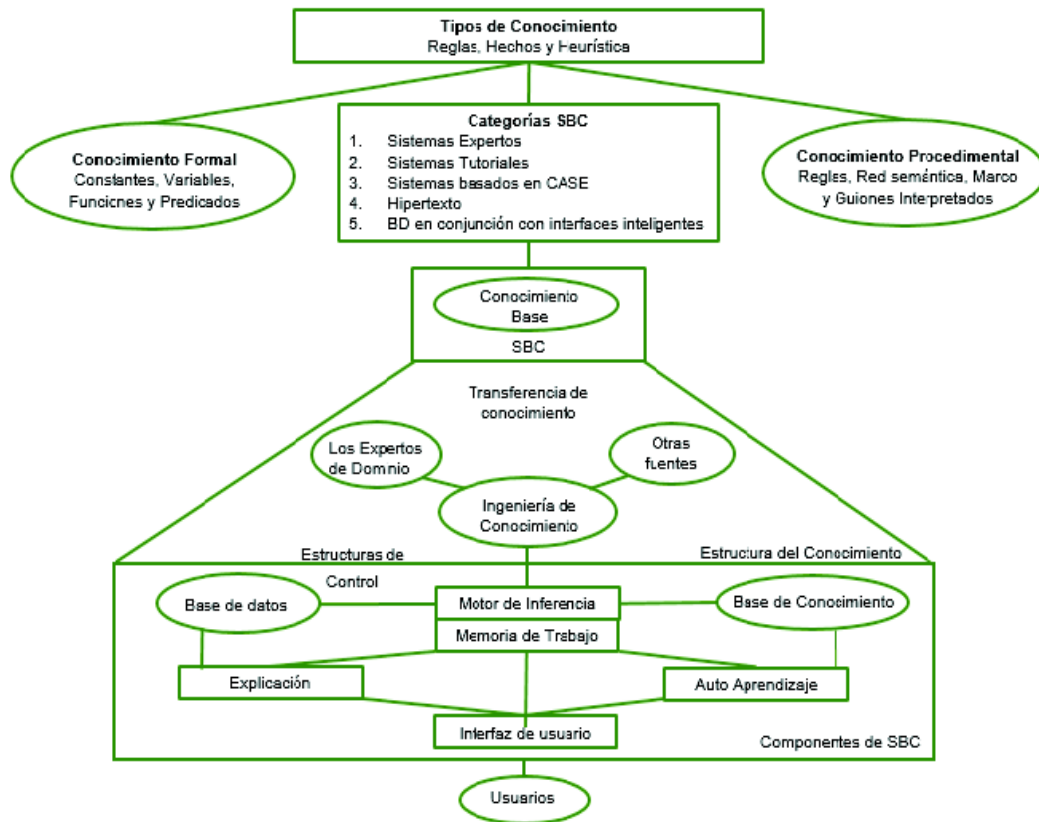 Tipos de Conocimiento
Reglas, Hechos y Heurística
Conocimiento Formal
Constantes, Variables,
Funciones y Predicados
Categorías SBC
1. Sistemas Expertos
2. Sistemas Tutoriales
3. Sistemas basados en CASE
4. Hipertexto
5. BD en conjunción con interfaces inteligentes
Conocimiento Procedimental
Reglas, Red semántica, Marco
y Guiones Interpretados
Conocimiento
Base
SBC
Transferencia de
conocimiento
Los Expertos
de Domnio
Otras
fuentes
Ingeniería de
Conocimiento
Estructuras de
Control
Estructura del Conocimiento
Base de datos
Motor de Inferencia
Base de Conocimiento
Memoria de Trabajo
Explicación
Auto Aprendizaje
Interfaz de usuario
Componentes de SBC
Usuarios